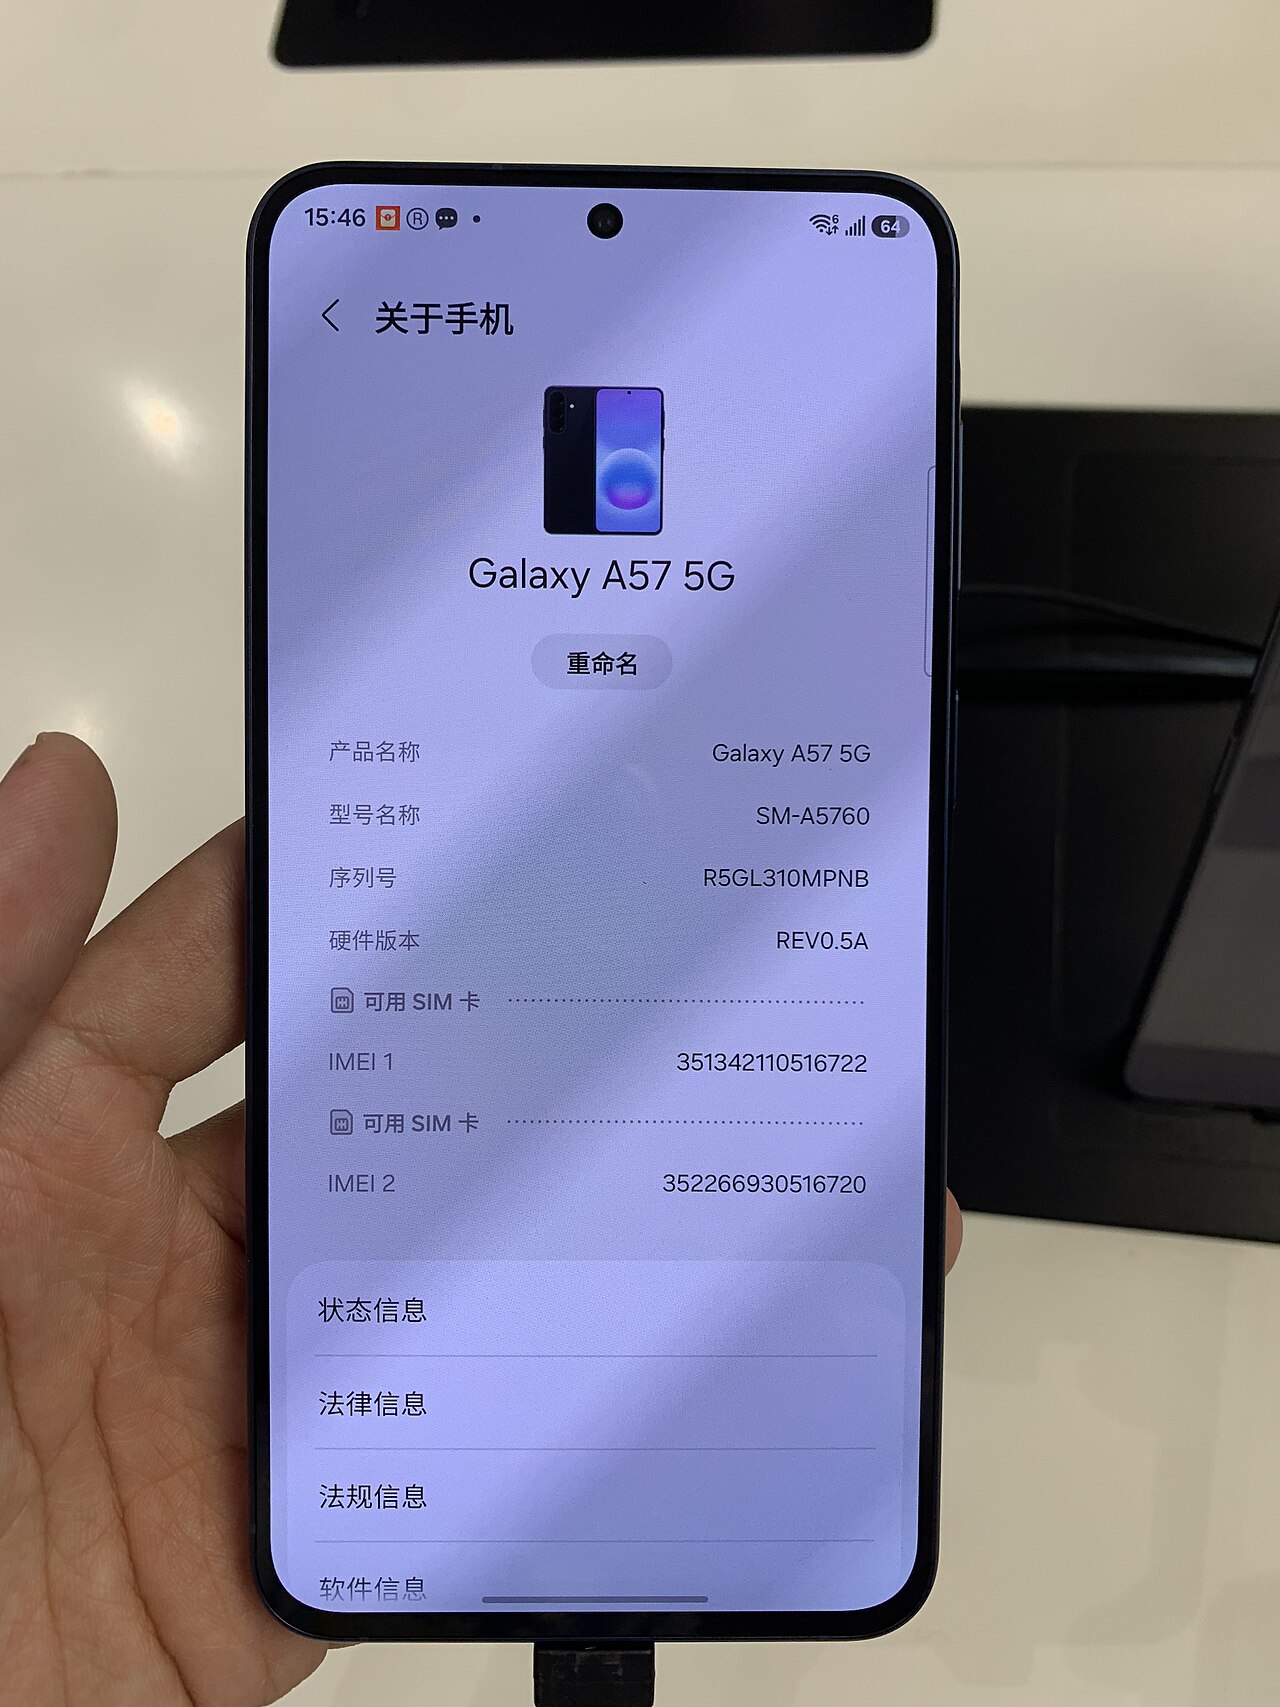 15:46 R 6 64
关于手机
Galaxy A57 5G
重命名
产品名称 Galaxy A57 5G
型号名称 SM-A5760
序列号 R5GL310MPNB
硬件版本 REV0.5A
可用 SIM 卡
IMEI 1 351342110516722
可用 SIM 卡
IMEI 2 352266930516720
状态信息
法律信息
法规信息
软件信息